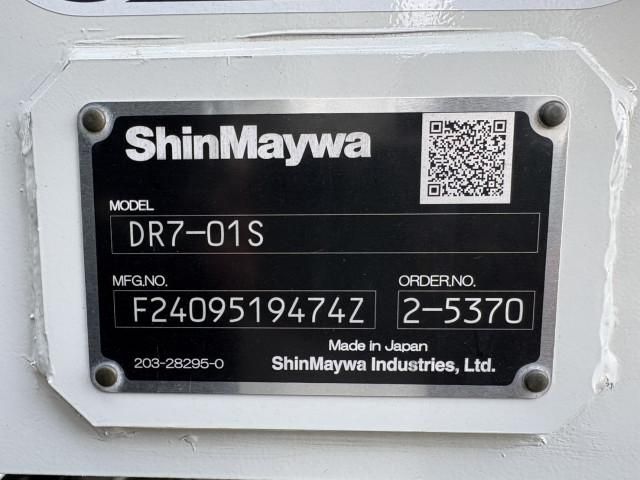 ShinMaywa
MODEL
DR7-01S
MFG.NO. ORDER.NO.
F2409519474Z 2-5370
Made in Japan
203-28295-0 ShinMaywa Industries, Ltd.